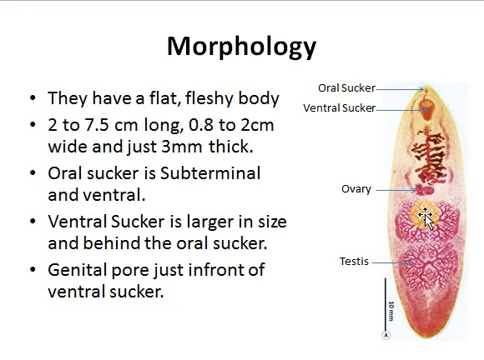 Morphology
• They have a flat, fleshy body
• 2 to 7.5 cm long, 0.8 to 2cm
wide and just 3mm thick.
• Oral sucker is Subterminal
and ventral.
• Ventral Sucker is larger in size
and behind the oral sucker.
• Genital pore just infront of
ventral sucker.
Oral Sucker
Ventral Sucker
Ovary
Testis
10 mm
A